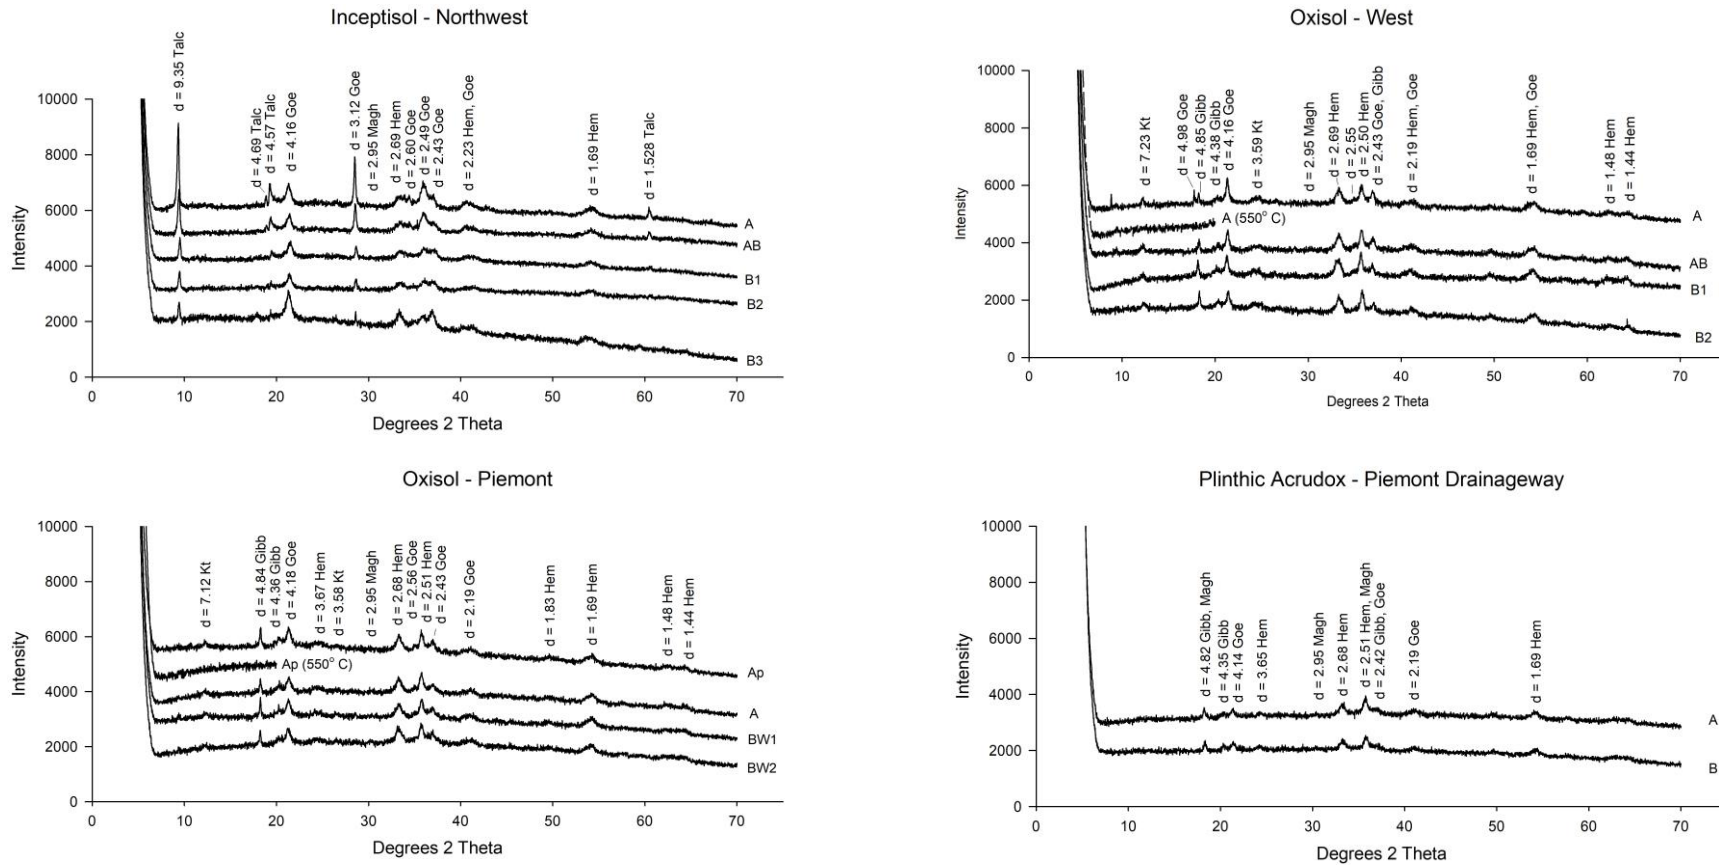 Inceptisol - Northwest
d = 9.35 Talc
d = 4.69 Talc
d = 4.57 Talc
d = 4.16 Goe
d = 3.12 Goe
d = 2.95 Magh
d = 2.69 Hem
d = 2.60 Goe
d = 2.49 Goe
d = 2.43 Goe
d = 2.23 Hem, Goe
d = 1.69 Hem
d = 1.528 Talc
10000
8000
6000
4000
2000
0
Intensity
A
AB
B1
B2
B3
0 10 20 30 40 50 60 70
Degrees 2 Theta
Oxisol - West
d = 7.23 Kt
d = 4.98 Goe
d = 4.85 Gibb
d = 4.38 Gibb
d = 4.16 Goe
d = 3.59 Kt
d = 2.95 Magh
d = 2.69 Hem
d = 2.55
d = 2.50 Hem
d = 2.43 Goe, Gibb
d = 2.19 Hem, Goe
d = 1.69 Hem, Goe
d = 1.48 Hem
d = 1.44 Hem
10000
8000
6000
4000
2000
0
Intensity
A
A (550° C)
AB
B1
B2
0 10 20 30 40 50 60 70
Degrees 2 Theta
Oxisol - Piemont
d = 7.12 Kt
d = 4.84 Gibb
d = 4.36 Gibb
d = 4.18 Goe
d = 3.67 Hem
d = 3.58 Kt
d = 2.95 Magh
d = 2.68 Hem
d = 2.56 Goe
d = 2.51 Hem
d = 2.43 Goe
d = 2.19 Goe
d = 1.83 Hem
d = 1.69 Hem
d = 1.48 Hem
d = 1.44 Hem
10000
8000
6000
4000
2000
0
Intensity
Ap (550° C)
Ap
A
BW1
BW2
0 10 20 30 40 50 60 70
Degrees 2 Theta
Plinthic Acrudox - Piemont Drainageway
d = 4.82 Gibb, Magh
d = 4.35 Gibb
d = 4.14 Goe
d = 3.65 Hem
d = 2.95 Magh
d = 2.68 Hem
d = 2.51 Hem, Magh
d = 2.42 Gibb, Goe
d = 2.19 Goe
d = 1.69 Hem
10000
8000
6000
4000
2000
0
Intensity
A
B
0 10 20 30 40 50 60 70
Degrees 2 Theta